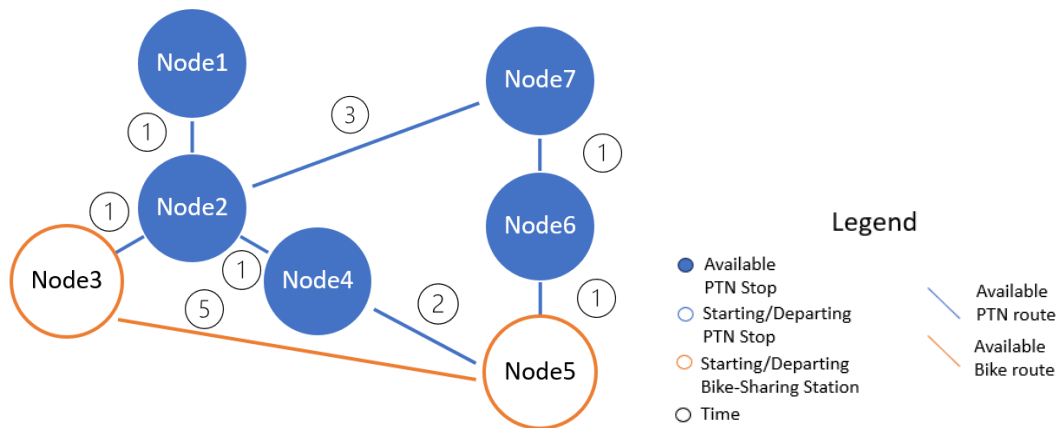 Node1
Node7
3
1
1
Node2
1
Node6
Legend
Node3
1
Node4
5
2
1
Node5
Available
PTN Stop
Starting/Departing
PTN Stop
Starting/Departing
Bike-Sharing Station
Time
Available
PTN route
Available
Bike route